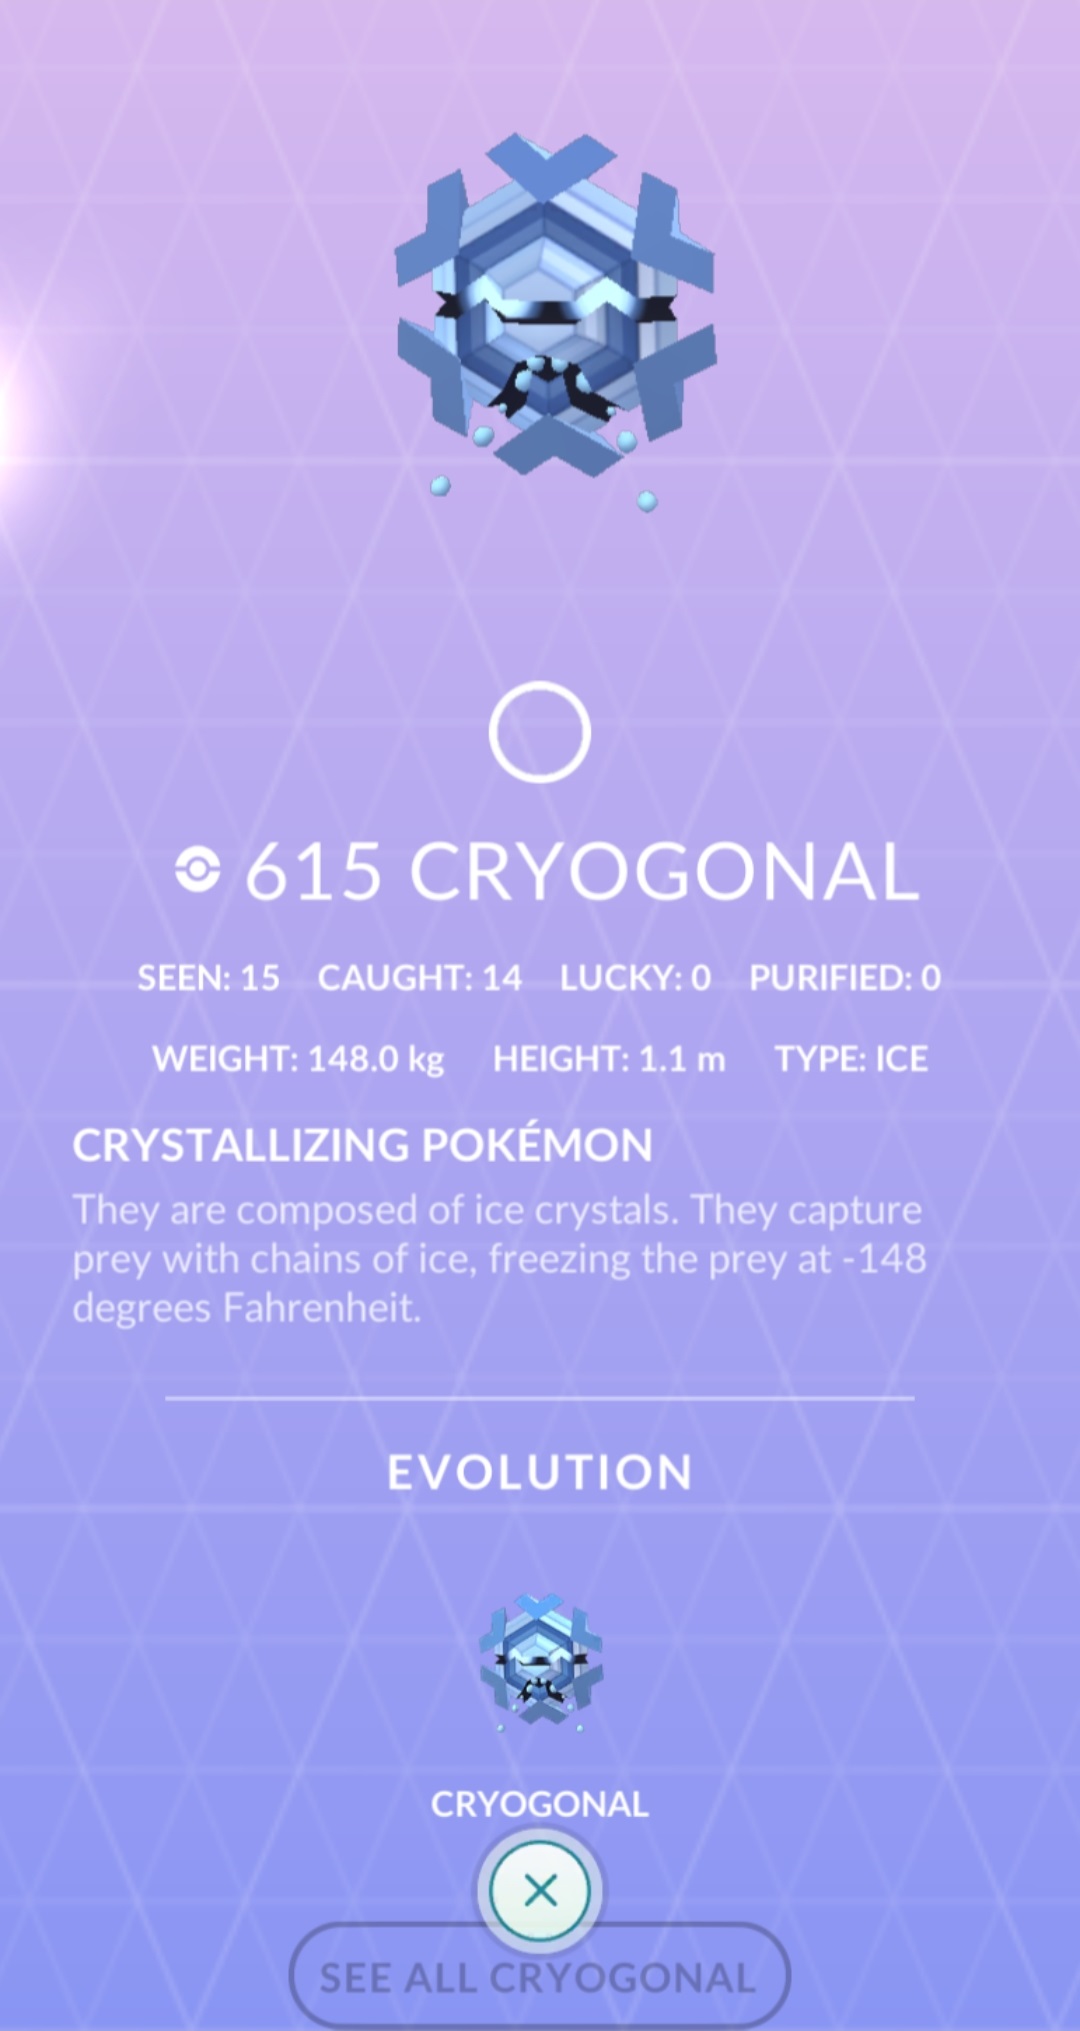 615 CRYOGONAL
SEEN: 15 CAUGHT: 14 LUCKY: 0 PURIFIED: 0
WEIGHT: 148.0 kg HEIGHT: 1.1 m TYPE: ICE
CRYSTALLIZING POKÉMON
They are composed of ice crystals. They capture
prey with chains of ice, freezing the prey at -148
degrees Fahrenheit.
EVOLUTION
CRYOGONAL
SEE ALL CRYOGONAL